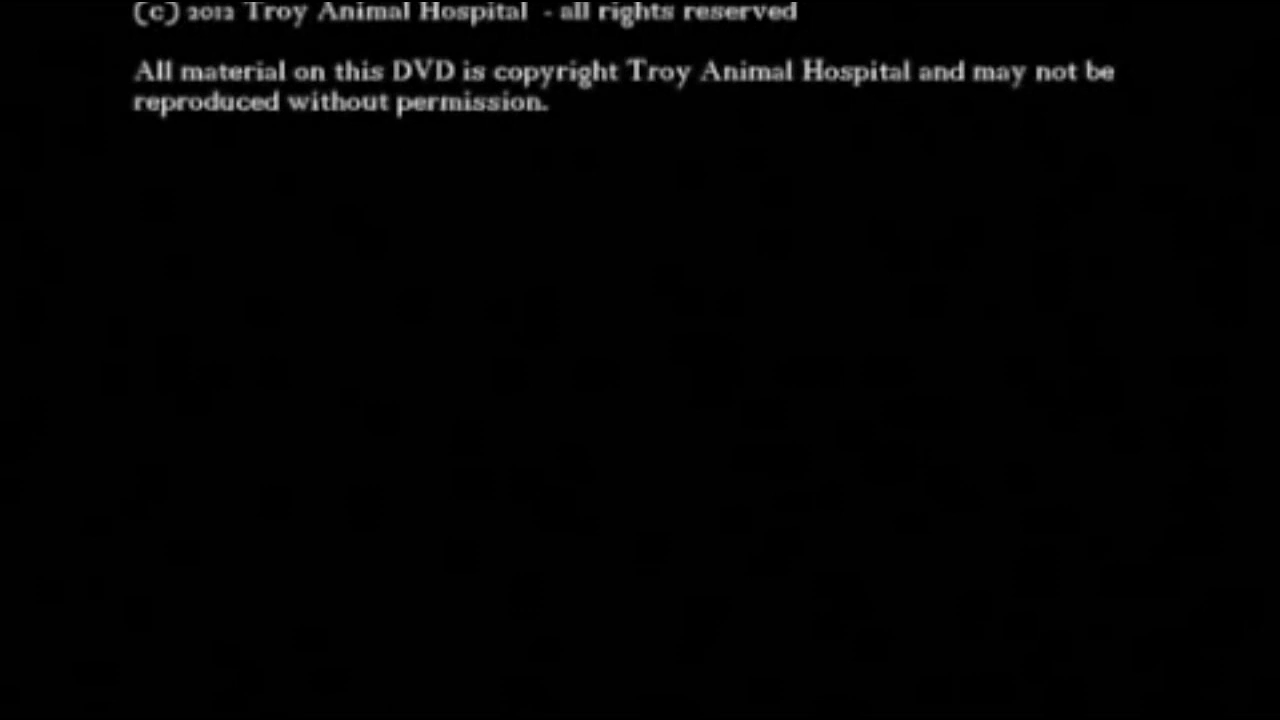 (c) 2012 Troy Animal Hospital - all rights reserved
All material on this DVD is copyright Troy Animal Hospital and may not be
reproduced without permission.